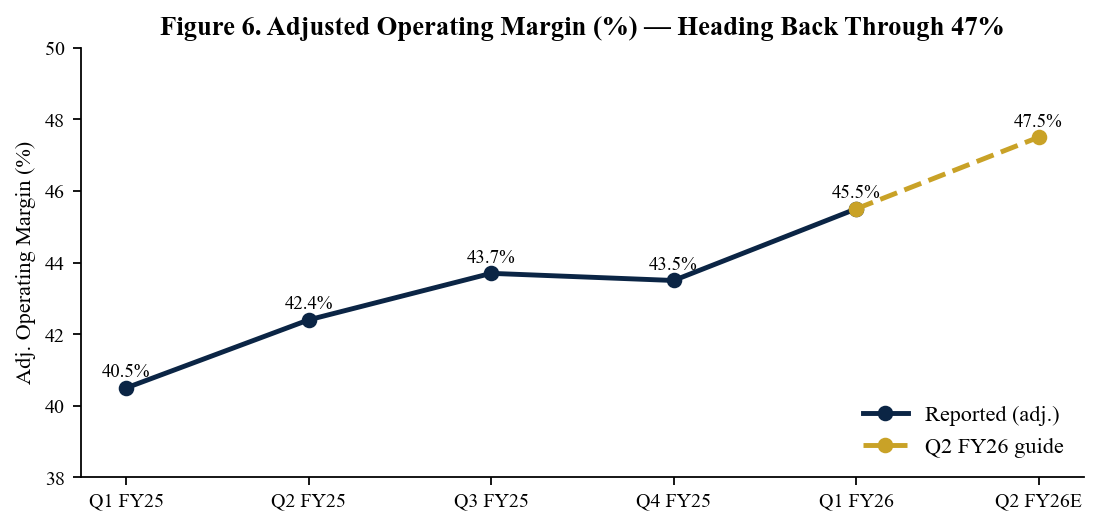 Figure 6. Adjusted Operating Margin (%) — Heading Back Through 47%
Adj. Operating Margin (%)
50
48
46
44
42
40
38
40.5%
42.4%
43.7%
43.5%
45.5%
47.5%
Reported (adj.)
Q2 FY26 guide
Q1 FY25
Q2 FY25
Q3 FY25
Q4 FY25
Q1 FY26
Q2 FY26E